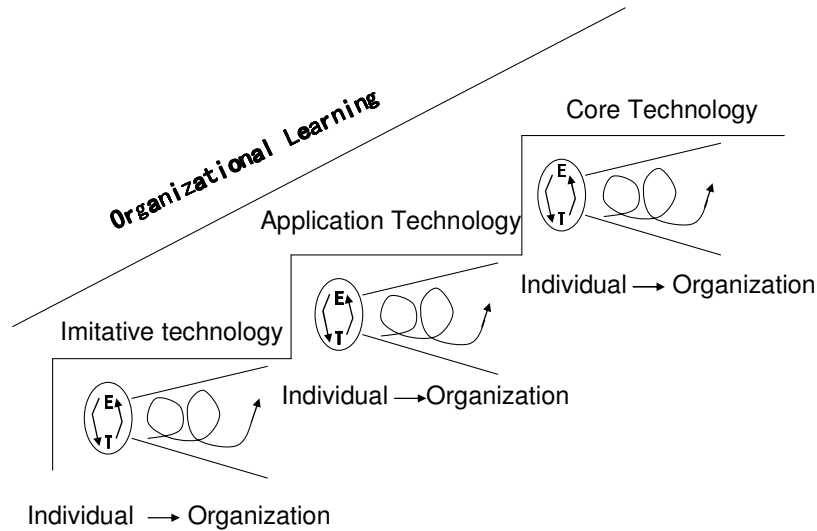 Organizational Learning
Core Technology
E
T
Individual → Organization
Application Technology
E
T
Individual → Organization
Imitative technology
E
T
Individual → Organization